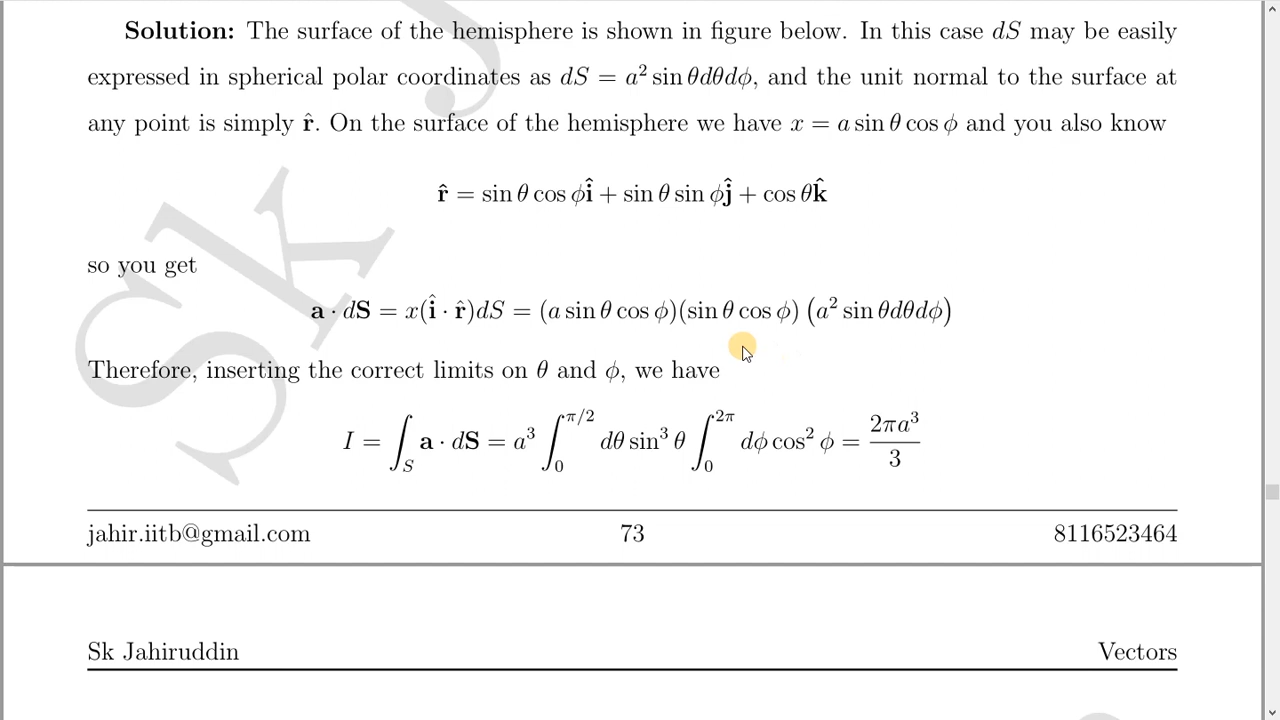 Solution: The surface of the hemisphere is shown in figure below. In this case dS may be easily
expressed in spherical polar coordinates as dS = a² sin θdθdϕ, and the unit normal to the surface at
any point is simply r̂. On the surface of the hemisphere we have x = a sin θ cos ϕ and you also know
r̂ = sin θ cos ϕî + sin θ sin ϕĵ + cos θk̂
so you get
a · dS = x(î · r̂)dS = (a sin θ cos ϕ)(sin θ cos ϕ) (a² sin θdθdϕ)
Therefore, inserting the correct limits on θ and ϕ, we have
I = ∫_S a · dS = a³ ∫_0^{π/2} dθ sin³ θ ∫_0^{2π} dϕ cos² ϕ = 2πa³/3
jahir.iitb@gmail.com 73 8116523464
Sk Jahiruddin Vectors
Sk J